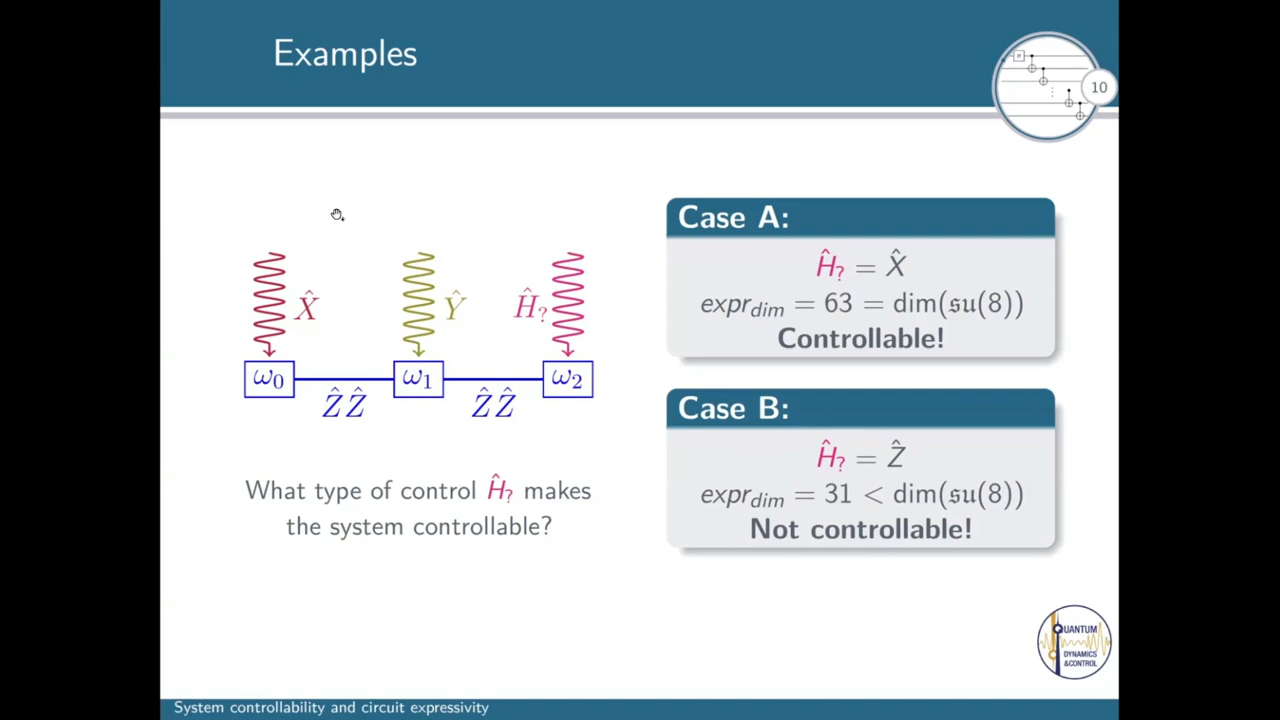 Examples
10
X̂
Ŷ
Ĥ?
ω0
ω1
ω2
ẐẐ
ẐẐ
What type of control Ĥ? makes
the system controllable?
Case A:
Ĥ? = X̂
exprdim = 63 = dim(𝔰𝔲(8))
Controllable!
Case B:
Ĥ? = Ẑ
exprdim = 31 < dim(𝔰𝔲(8))
Not controllable!
QUANTUM
DYNAMICS
&CONTROL
System controllability and circuit expressivity